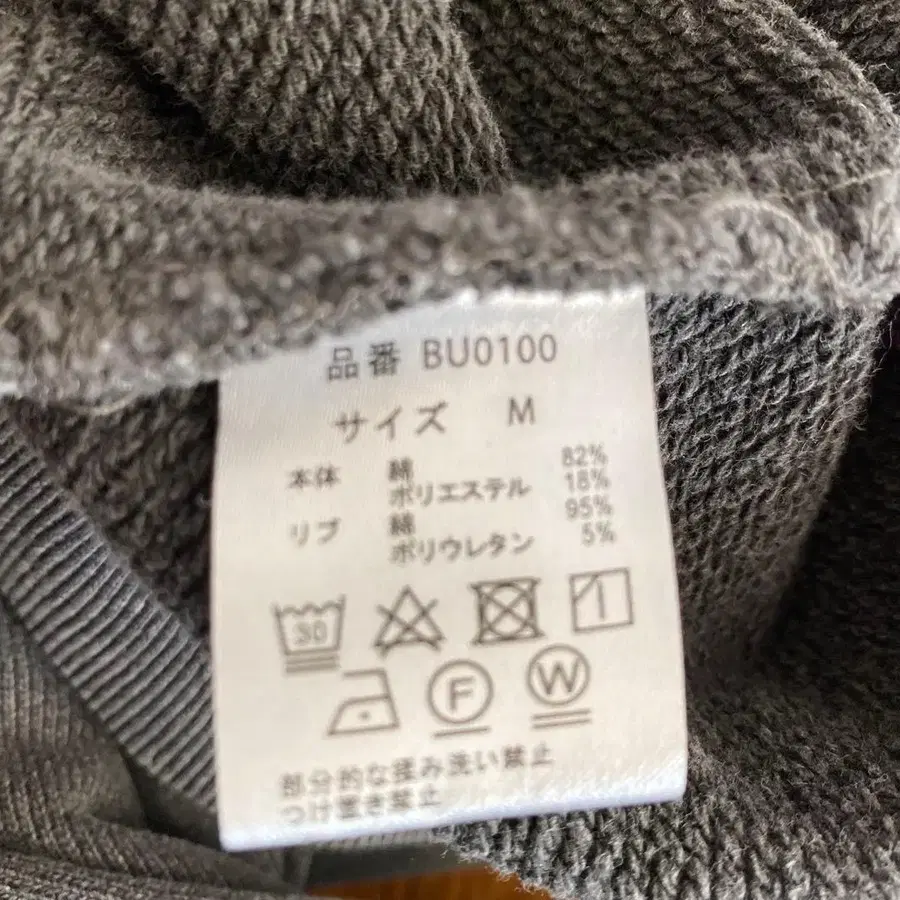 品番 BU0100
サイズ M
本体 綿 82%
ポリエステル 18%
リブ 綿 95%
ポリウレタン 5%
30
F W
部分的な揉み洗い禁止
つけ置き禁止